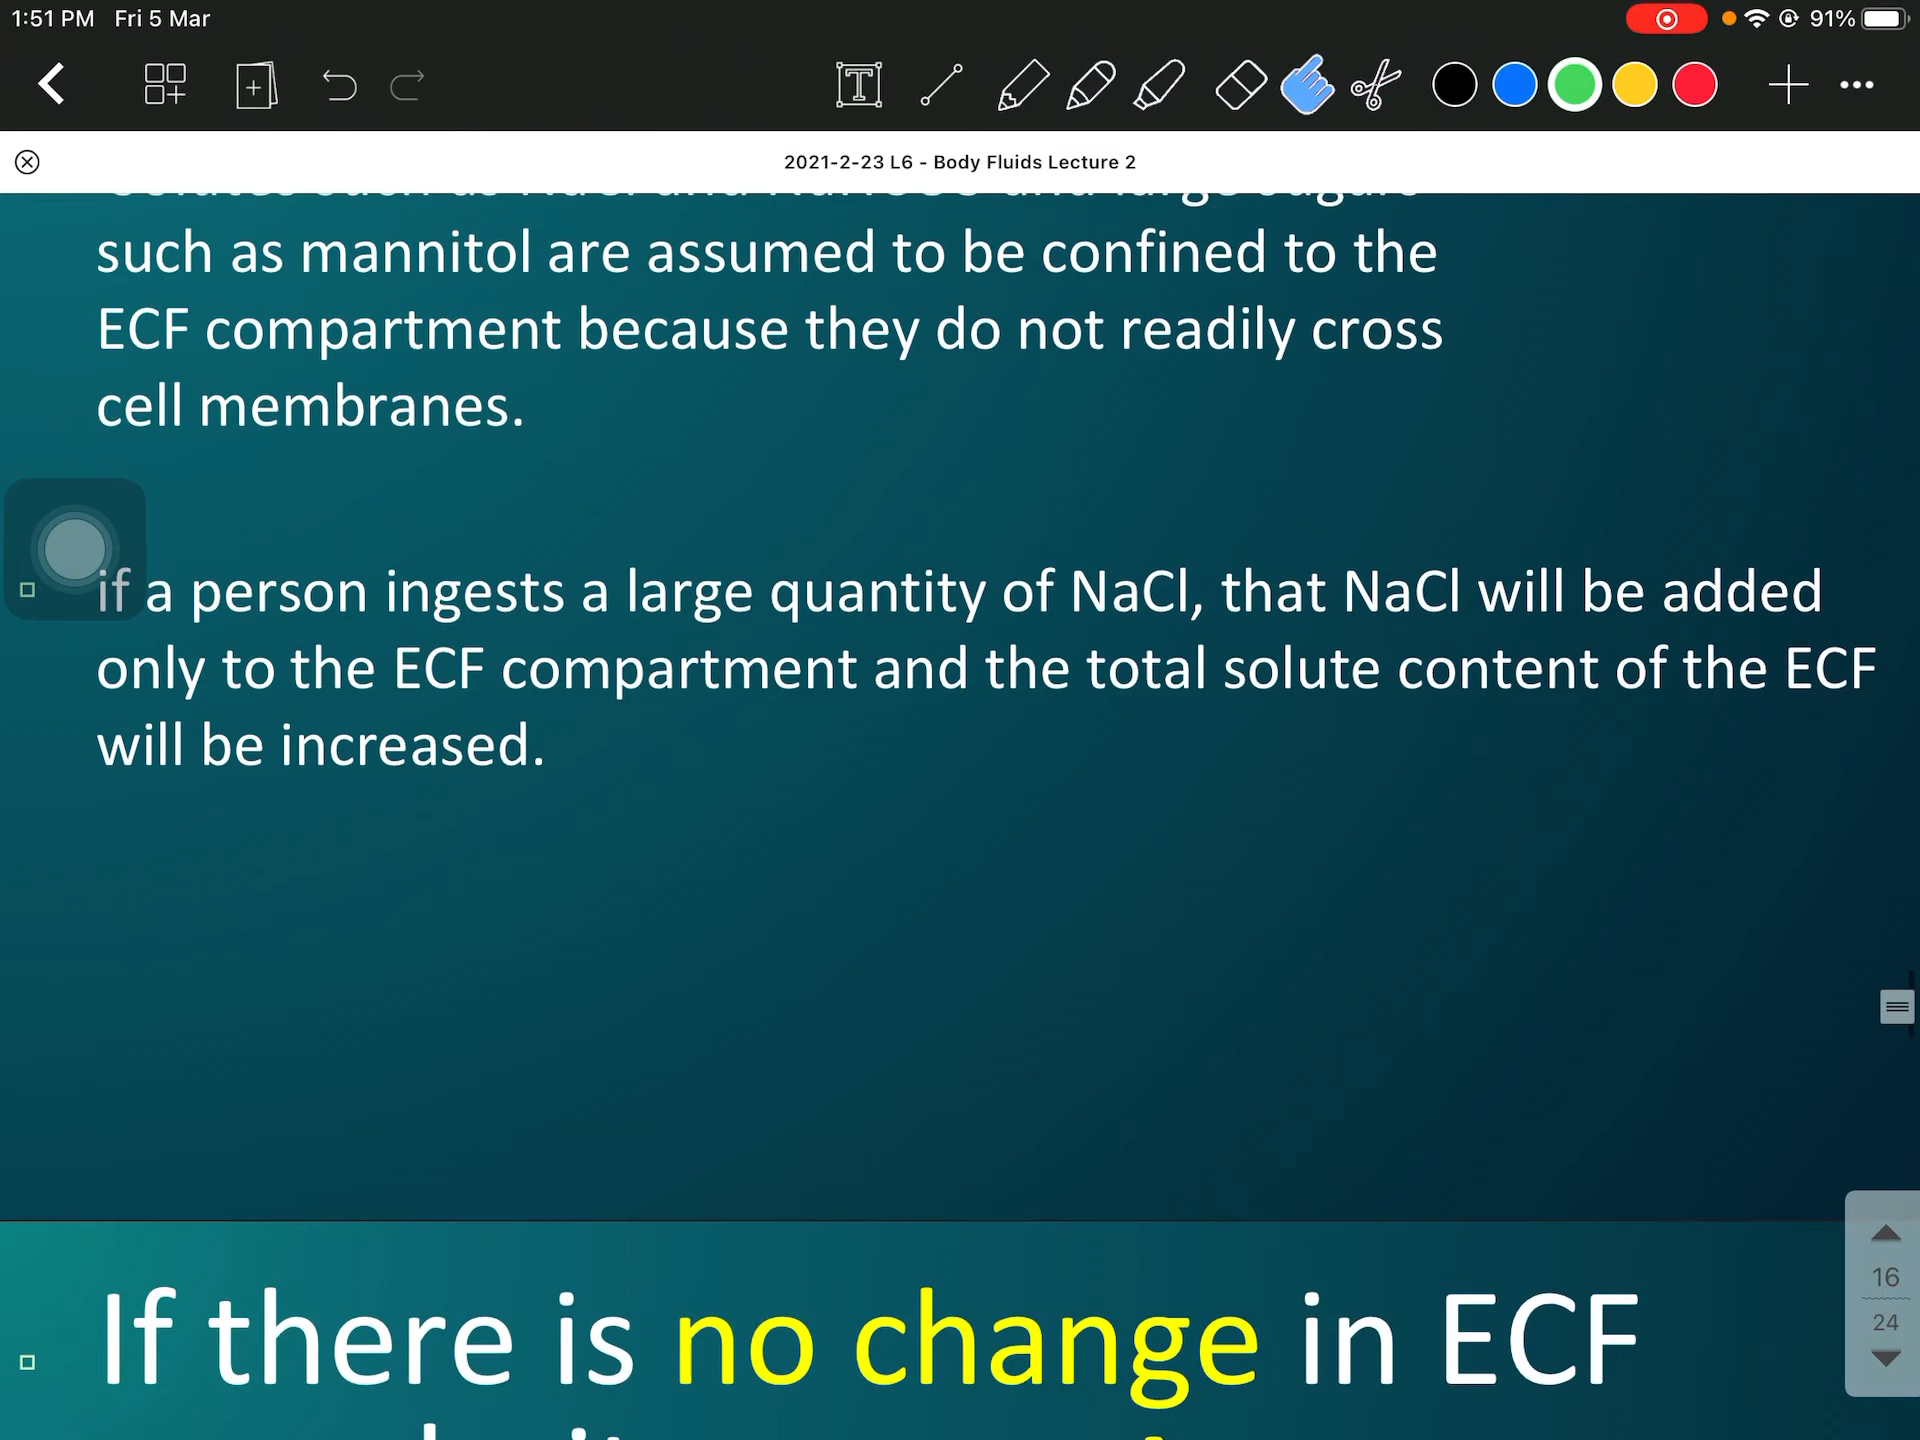 1:51 PM Fri 5 Mar
91%
2021-2-23 L6 - Body Fluids Lecture 2
such as mannitol are assumed to be confined to the
ECF compartment because they do not readily cross
cell membranes.
if a person ingests a large quantity of NaCl, that NaCl will be added
only to the ECF compartment and the total solute content of the ECF
will be increased.
16
24
If there is no change in ECF